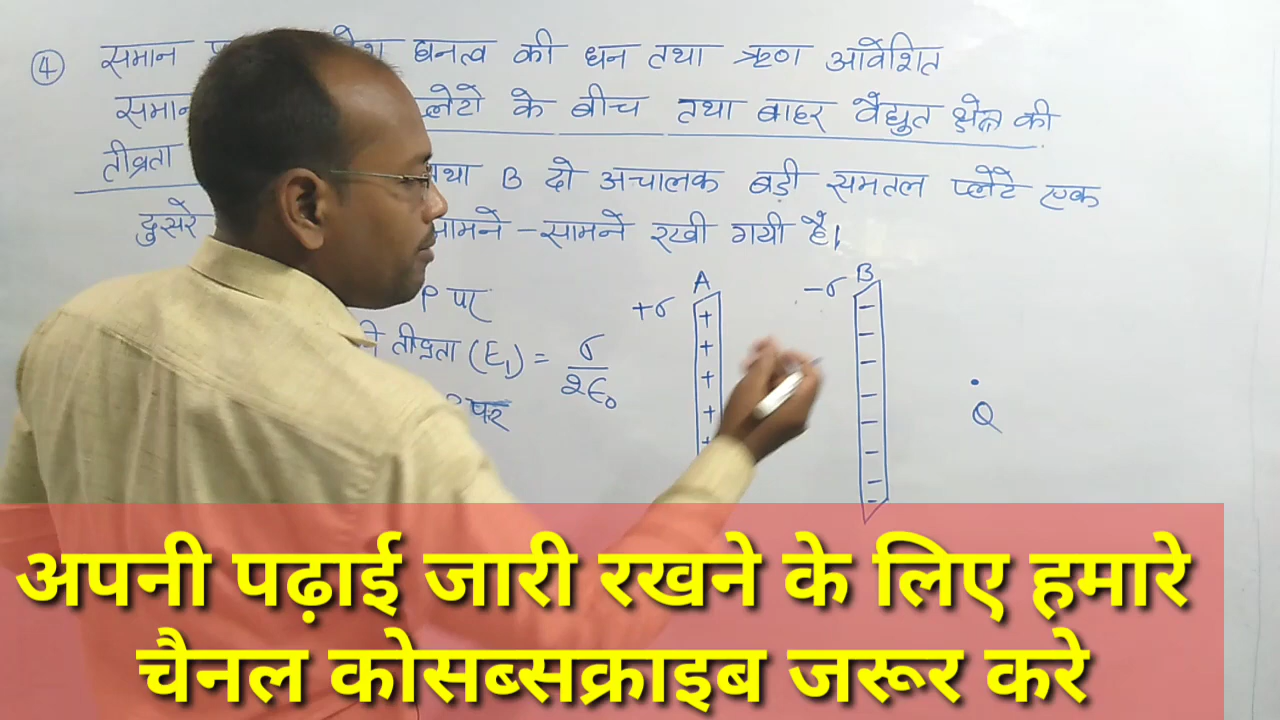 ④ समान घनत्व की धन तथा ऋण आवेशित
समान प्लेटो के बीच तथा बाहर वैद्युत क्षेत्र की
तीव्रता तथा B दो अचालक बड़ी समतल प्लेटे एक
दुसरे सामने-सामने रखी गयी है।
A
B
P पर
+σ
-σ
तीव्रता (E₁) = σ/2ϵ₀
पर
Q
अपनी पढ़ाई जारी रखने के लिए हमारे
चैनल कोसब्सक्राइब जरूर करे